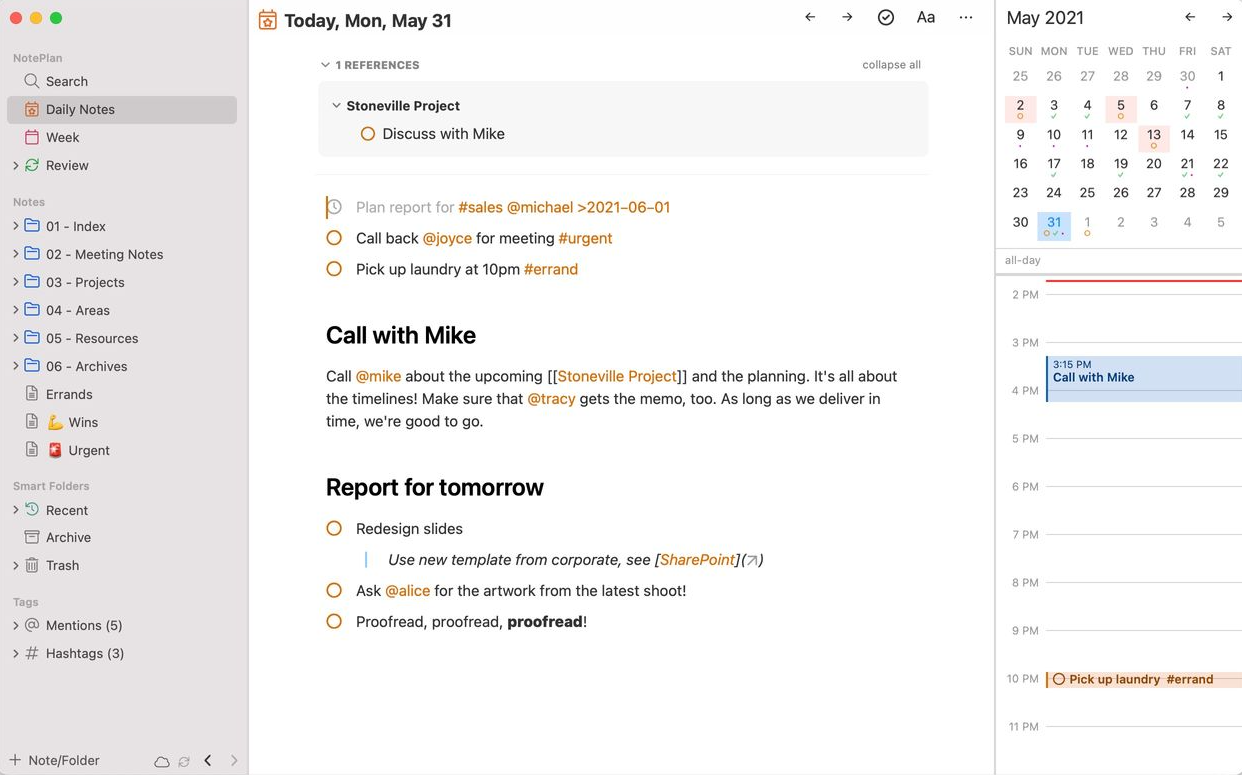 NotePlan
Search
Daily Notes
Week
Review
Notes
01 - Index
02 - Meeting Notes
03 - Projects
04 - Areas
05 - Resources
06 - Archives
Errands
💪 Wins
🚨 Urgent
Smart Folders
Recent
Archive
Trash
Tags
@ Mentions (5)
# Hashtags (3)
+ Note/Folder
Today, Mon, May 31
Aa
1 REFERENCES
collapse all
Stoneville Project
Discuss with Mike
Plan report for #sales @michael >2021-06-01
Call back @joyce for meeting #urgent
Pick up laundry at 10pm #errand
Call with Mike
Call @mike about the upcoming [[Stoneville Project]] and the planning. It's all about
the timelines! Make sure that @tracy gets the memo, too. As long as we deliver in
time, we're good to go.
Report for tomorrow
Redesign slides
Use new template from corporate, see [SharePoint](↗)
Ask @alice for the artwork from the latest shoot!
Proofread, proofread, proofread!
May 2021
SUN MON TUE WED THU FRI SAT
25 26 27 28 29 30 1
2 3 4 5 6 7 8
9 10 11 12 13 14 15
16 17 18 19 20 21 22
23 24 25 26 27 28 29
30 31 1 2 3 4 5
all-day
2 PM
3 PM
3:15 PM
Call with Mike
4 PM
5 PM
6 PM
7 PM
8 PM
9 PM
10 PM Pick up laundry #errand
11 PM